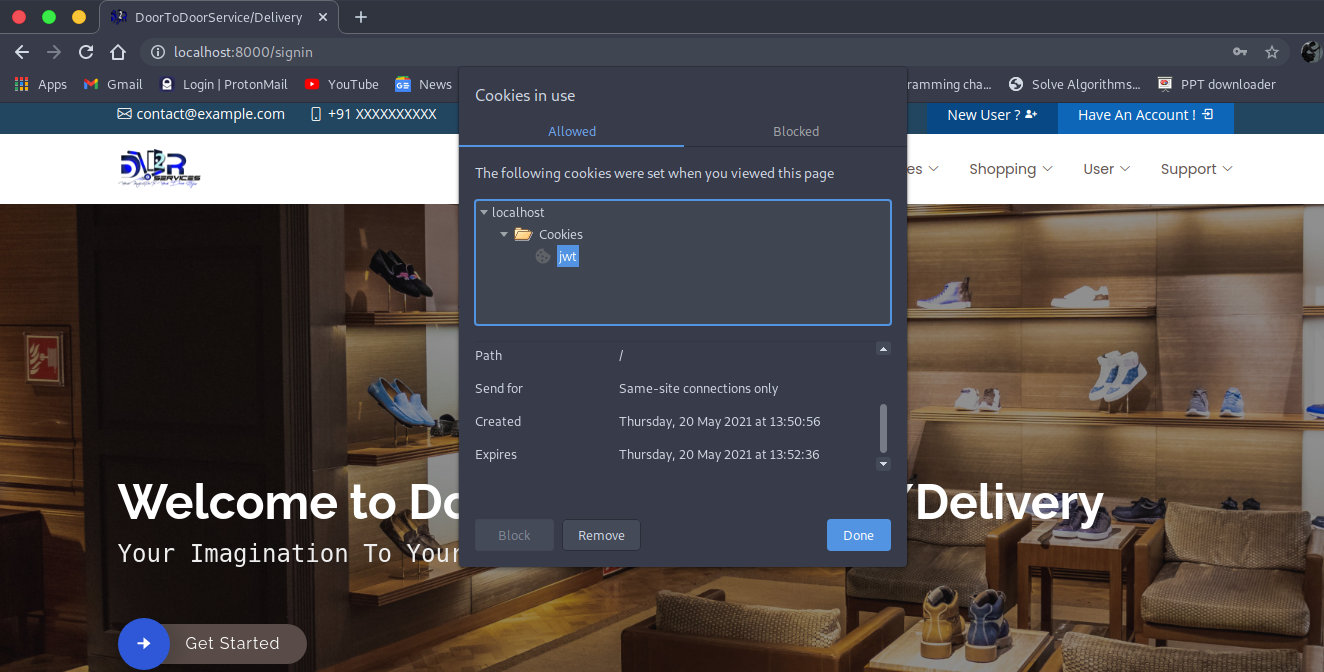 DoorToDoorService/Delivery
localhost:8000/signin
Apps Gmail Login | ProtonMail YouTube News ramming cha... Solve Algorithms... PPT downloader
contact@example.com +91 XXXXXXXXXX New User ? Have An Account !
D2DR
SERVICES
es Shopping User Support
Cookies in use
Allowed Blocked
The following cookies were set when you viewed this page
localhost
Cookies
jwt
Path /
Send for Same-site connections only
Created Thursday, 20 May 2021 at 13:50:56
Expires Thursday, 20 May 2021 at 13:52:36
Block Remove Done
Welcome to Do /Delivery
Your Imagination To Your
Get Started